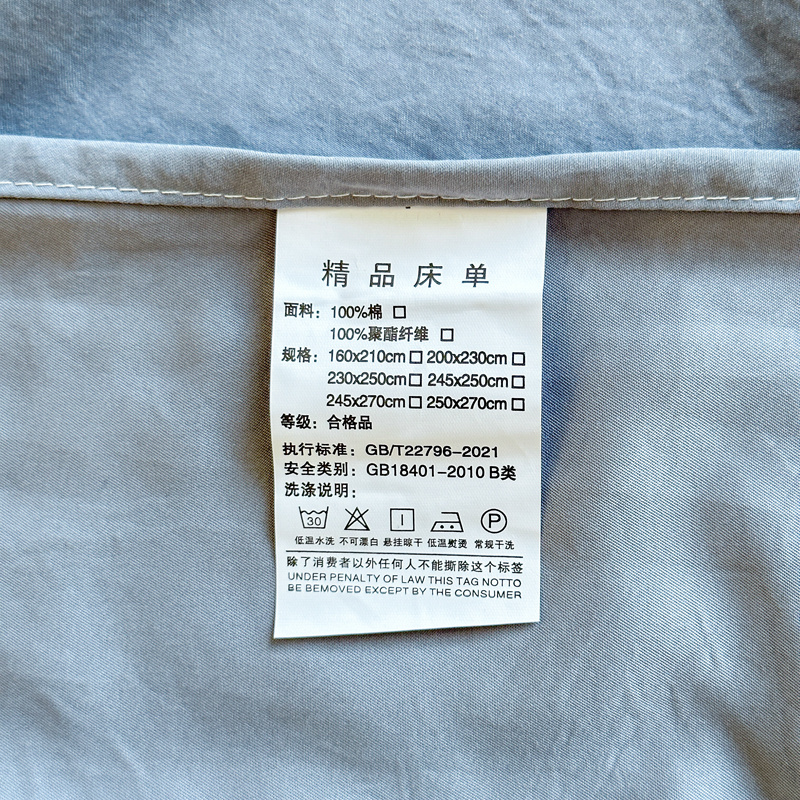 精品床单
面料：100%棉 □
100%聚酯纤维 □
规格：160x210cm □ 200x230cm □
230x250cm □ 245x250cm □
245x270cm □ 250x270cm □
等级：合格品
执行标准：GB/T22796-2021
安全类别：GB18401-2010 B类
洗涤说明：
30 P
低温水洗 不可漂白 悬挂晾干 低温熨烫 常规干洗
除了消费者以外任何人不能撕除这个标签
UNDER PENALTY OF LAW THIS TAG NOTTO
BE BEMOVED EXCEPT BY THE CONSUMER